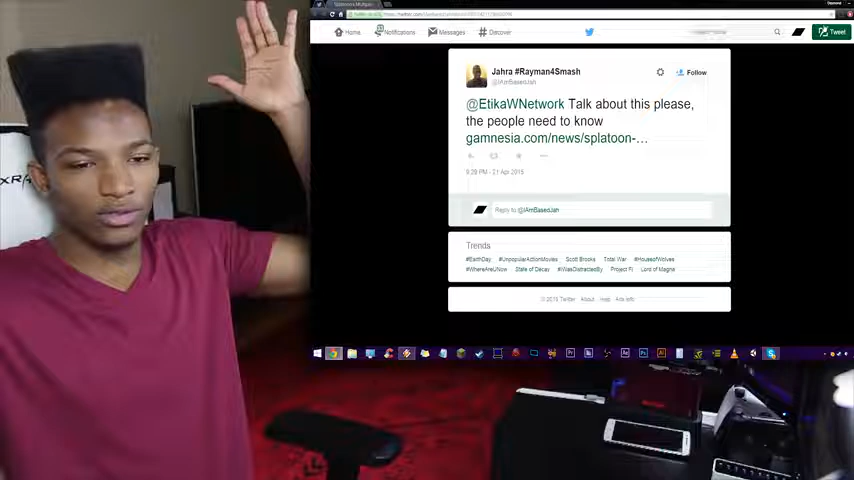 Home
Notifications
Messages
Discover
Tweet
Jahra #Rayman4Smash
@IAmBasedJah
Follow
@EtikaWNetwork Talk about this please,
the people need to know
gamnesia.com/news/splatoon-...
9:28 PM - 21 Apr 2015
Reply to @IAmBasedJah
Trends
#EarthDay #UnpopularActionMovies Scott Brooks Total War #HouseofWolves
#WhereAreUNow State of Decay #IWasDistractedBy Project Fi Lord of Magna
© 2015 Twitter About Help Ads info